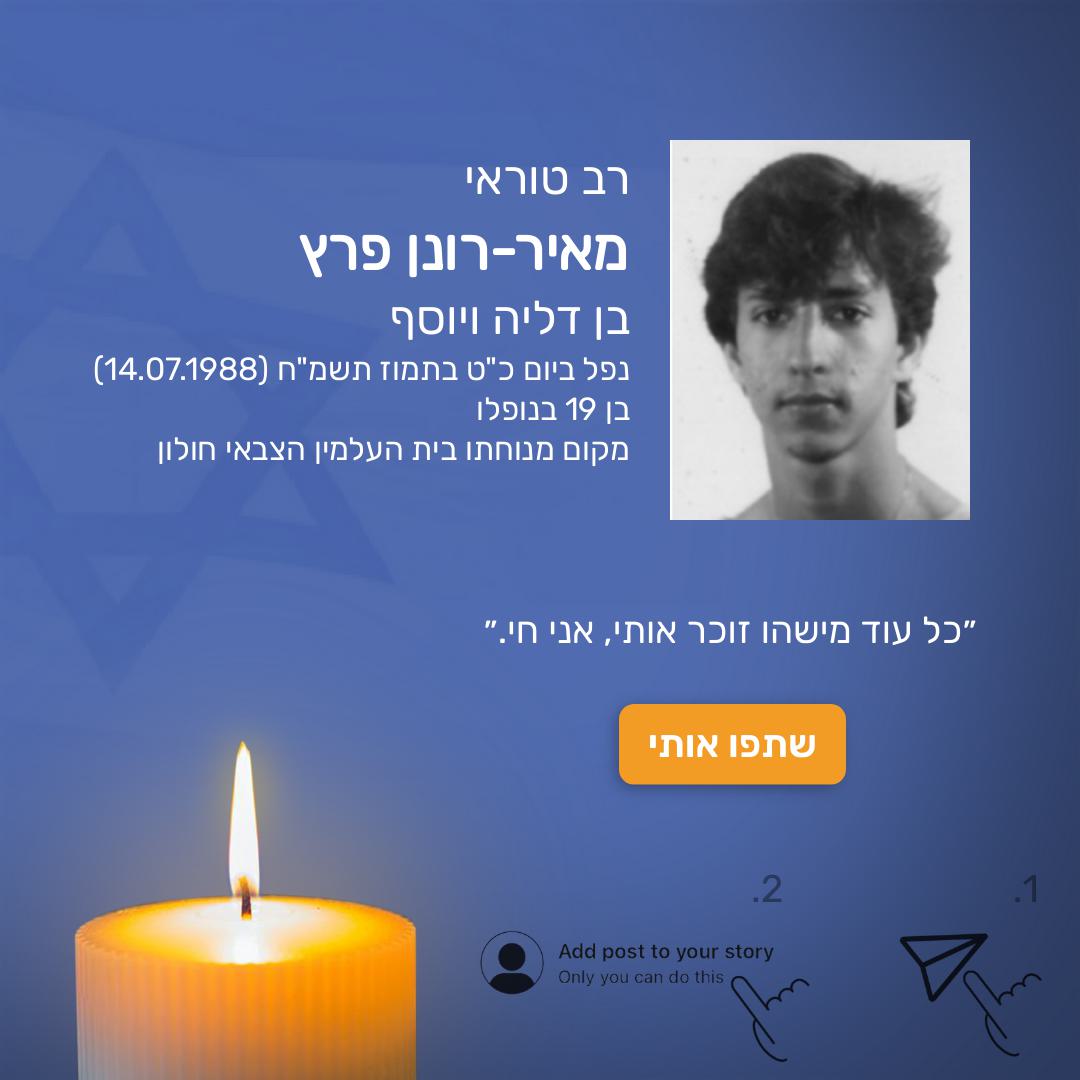 רב טוראי
מאיר-רונן פרץ
בן דליה ויוסף
נפל ביום כ"ט בתמוז תשמ"ח (14.07.1988)
בן 19 בנופלו
מקום מנוחתו בית העלמין הצבאי חולון
״כל עוד מישהו זוכר אותי, אני חי.״
שתפו אותי
.1
.2
Add post to your story
Only you can do this